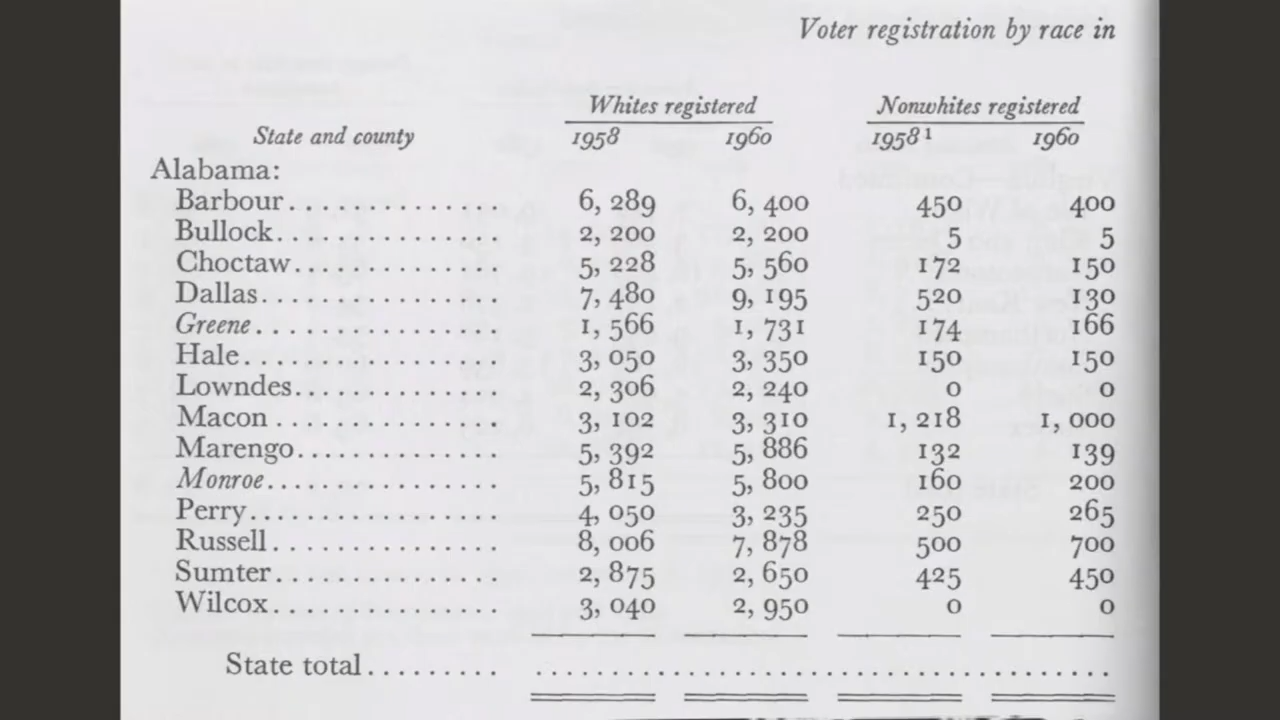 Voter registration by race in
Whites registered Nonwhites registered
State and county 1958 1960 1958 1 1960
Alabama:
Barbour.................. 6, 289 6, 400 450 400
Bullock................... 2, 200 2, 200 5 5
Choctaw.................. 5, 228 5, 560 172 150
Dallas.................... 7, 480 9, 195 520 130
Greene.................... 1, 566 1, 731 174 166
Hale...................... 3, 050 3, 350 150 150
Lowndes.................. 2, 306 2, 240 0 0
Macon ................... 3, 102 3, 310 1, 218 1, 000
Marengo................. 5, 392 5, 886 132 139
Monroe................... 5, 815 5, 800 160 200
Perry..................... 4, 050 3, 235 250 265
Russell................... 8, 006 7, 878 500 700
Sumter................... 2, 875 2, 650 425 450
Wilcox.................... 3, 040 2, 950 0 0
State total......... ..........................................